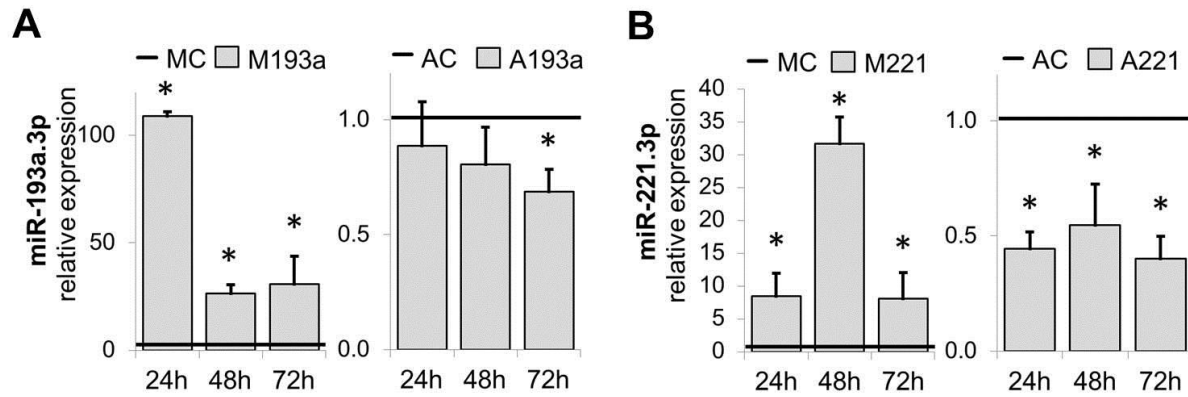 A
B
miR-193a.3p
relative expression
MC M193a
*
*
*
100
50
0
24h 48h 72h
AC A193a
*
1.0
0.5
0.0
24h 48h 72h
miR-221.3p
relative expression
MC M221
*
*
*
40
35
30
25
20
15
10
5
0
24h 48h 72h
AC A221
*
*
*
1.0
0.5
0.0
24h 48h 72h